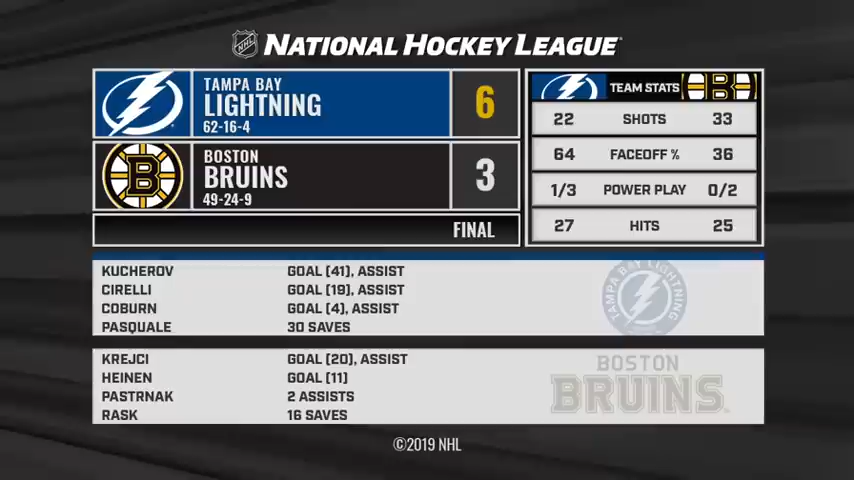 NHL
NATIONAL HOCKEY LEAGUE
TAMPA BAY
LIGHTNING
62-16-4
6
BOSTON
BRUINS
49-24-9
3
FINAL
TEAM STATS
22 SHOTS 33
64 FACEOFF % 36
1/3 POWER PLAY 0/2
27 HITS 25
KUCHEROV GOAL (41), ASSIST
CIRELLI GOAL (19), ASSIST
COBURN GOAL (4), ASSIST
PASQUALE 30 SAVES
TAMPA BAY LIGHTNING
KREJCI GOAL (20), ASSIST
HEINEN GOAL (11)
PASTRNAK 2 ASSISTS
RASK 16 SAVES
BOSTON
BRUINS
©2019 NHL